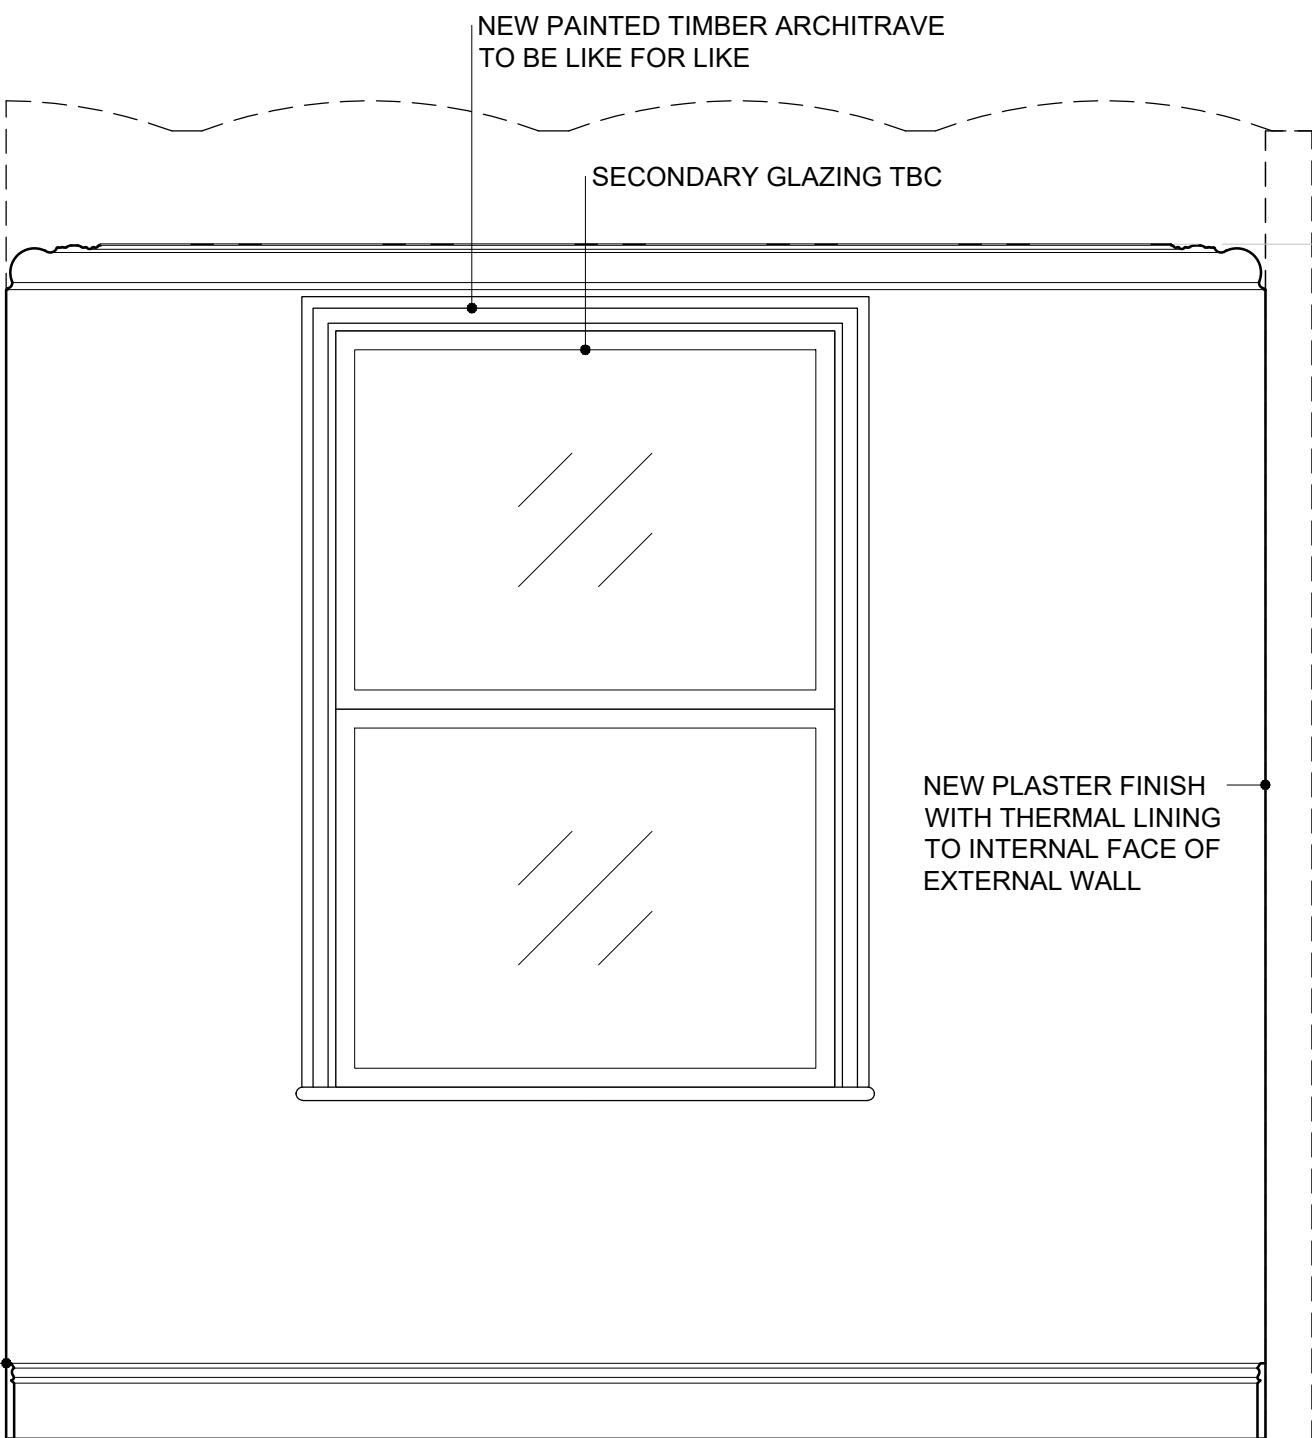 NEW PAINTED TIMBER ARCHITRAVE
TO BE LIKE FOR LIKE
SECONDARY GLAZING TBC
NEW PLASTER FINISH
WITH THERMAL LINING
TO INTERNAL FACE OF
EXTERNAL WALL